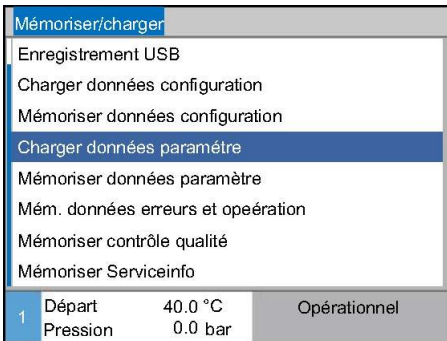 Mémoriser/charger
Enregistrement USB
Charger données configuration
Mémoriser données configuration
Charger données paramétre
Mémoriser données paramètre
Mém. données erreurs et opeération
Mémoriser contrôle qualité
Mémoriser Serviceinfo
1 Départ 40.0 °C Opérationnel
Pression 0.0 bar